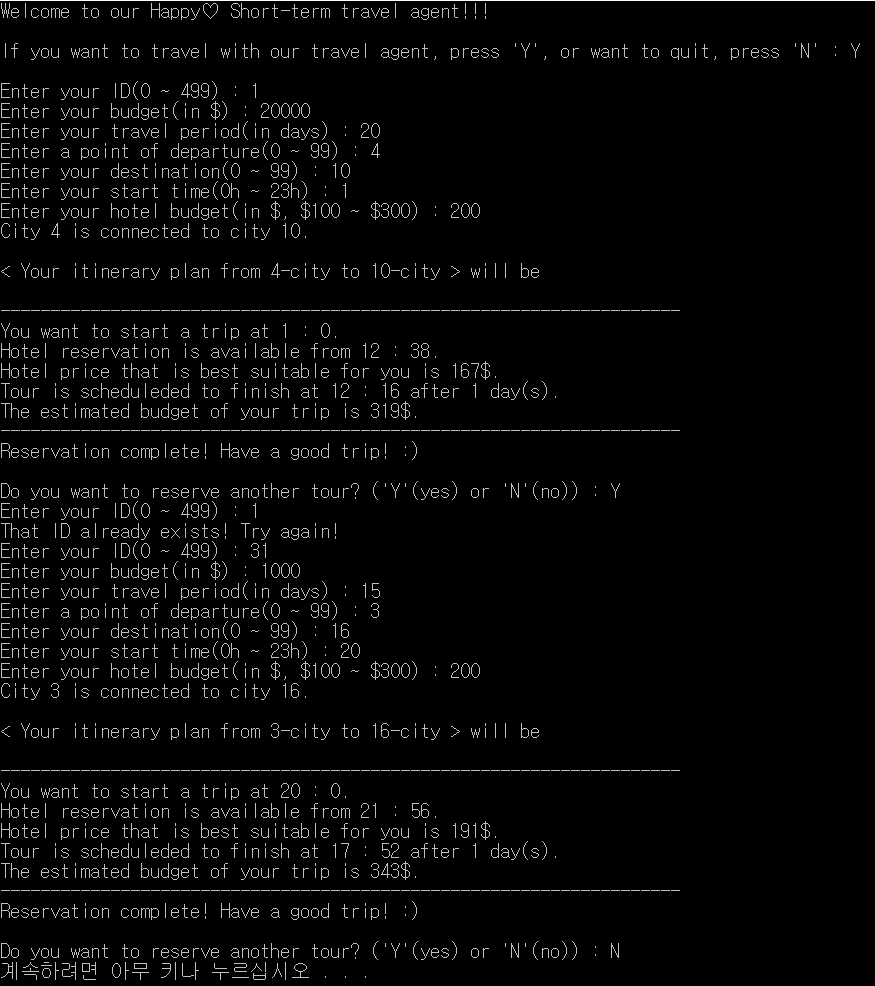 Welcome to our Happy♡ Short-term travel agent!!!
If you want to travel with our travel agent, press 'Y', or want to quit, press 'N' : Y
Enter your ID(0 ~ 499) : 1
Enter your budget(in $) : 20000
Enter your travel period(in days) : 20
Enter a point of departure(0 ~ 99) : 4
Enter your destination(0 ~ 99) : 10
Enter your start time(0h ~ 23h) : 1
Enter your hotel budget(in $, $100 ~ $300) : 200
City 4 is connected to city 10.
< Your itinerary plan from 4-city to 10-city > will be
--------------------------------------------------------------------
You want to start a trip at 1 : 0.
Hotel reservation is available from 12 : 38.
Hotel price that is best suitable for you is 167$.
Tour is scheduleded to finish at 12 : 16 after 1 day(s).
The estimated budget of your trip is 319$.
--------------------------------------------------------------------
Reservation complete! Have a good trip! :)
Do you want to reserve another tour? ('Y'(yes) or 'N'(no)) : Y
Enter your ID(0 ~ 499) : 1
That ID already exists! Try again!
Enter your ID(0 ~ 499) : 31
Enter your budget(in $) : 1000
Enter your travel period(in days) : 15
Enter a point of departure(0 ~ 99) : 3
Enter your destination(0 ~ 99) : 16
Enter your start time(0h ~ 23h) : 20
Enter your hotel budget(in $, $100 ~ $300) : 200
City 3 is connected to city 16.
< Your itinerary plan from 3-city to 16-city > will be
--------------------------------------------------------------------
You want to start a trip at 20 : 0.
Hotel reservation is available from 21 : 56.
Hotel price that is best suitable for you is 191$.
Tour is scheduleded to finish at 17 : 52 after 1 day(s).
The estimated budget of your trip is 343$.
--------------------------------------------------------------------
Reservation complete! Have a good trip! :)
Do you want to reserve another tour? ('Y'(yes) or 'N'(no)) : N
계속하려면 아무 키나 누르십시오 . . .